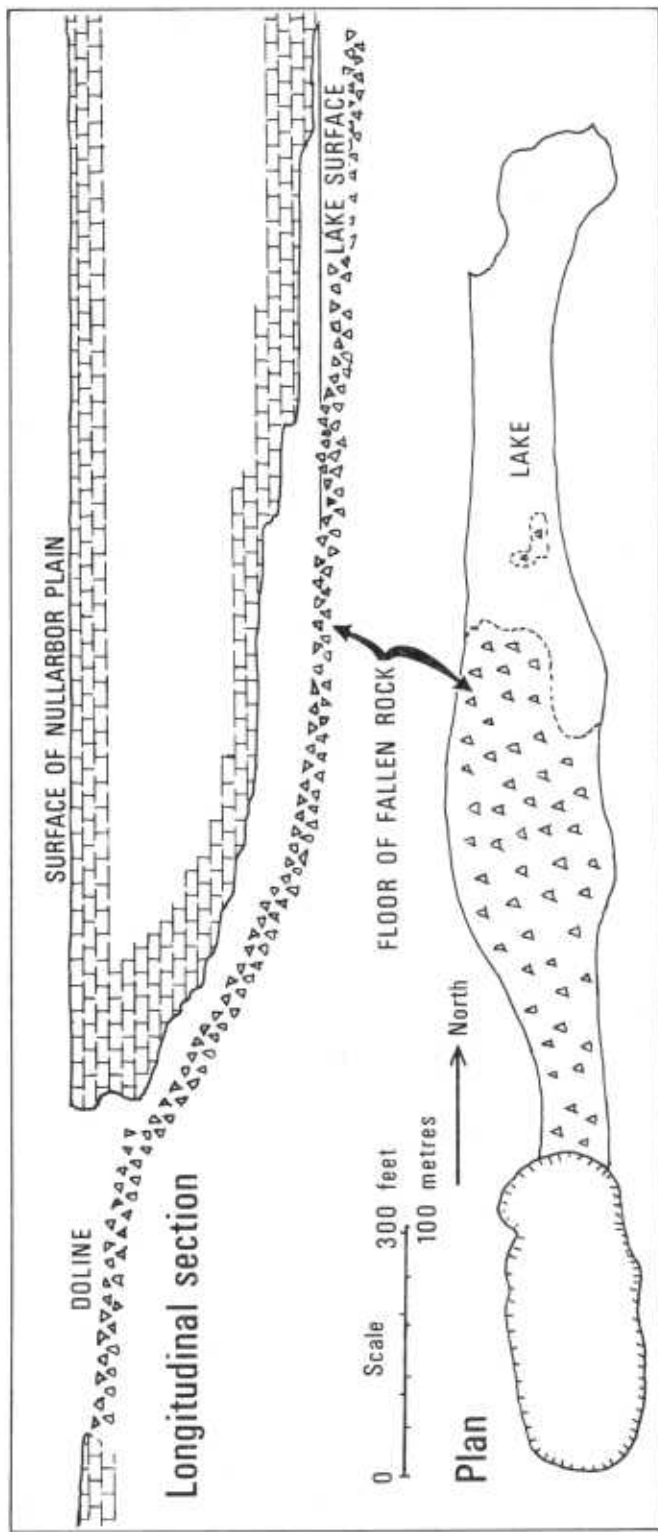 SURFACE OF NULLARBOR PLAIN
DOLINE
LAKE SURFACE
Longitudinal section
FLOOR OF FALLEN ROCK
Scale
0 300 feet
100 metres
North
Plan
LAKE